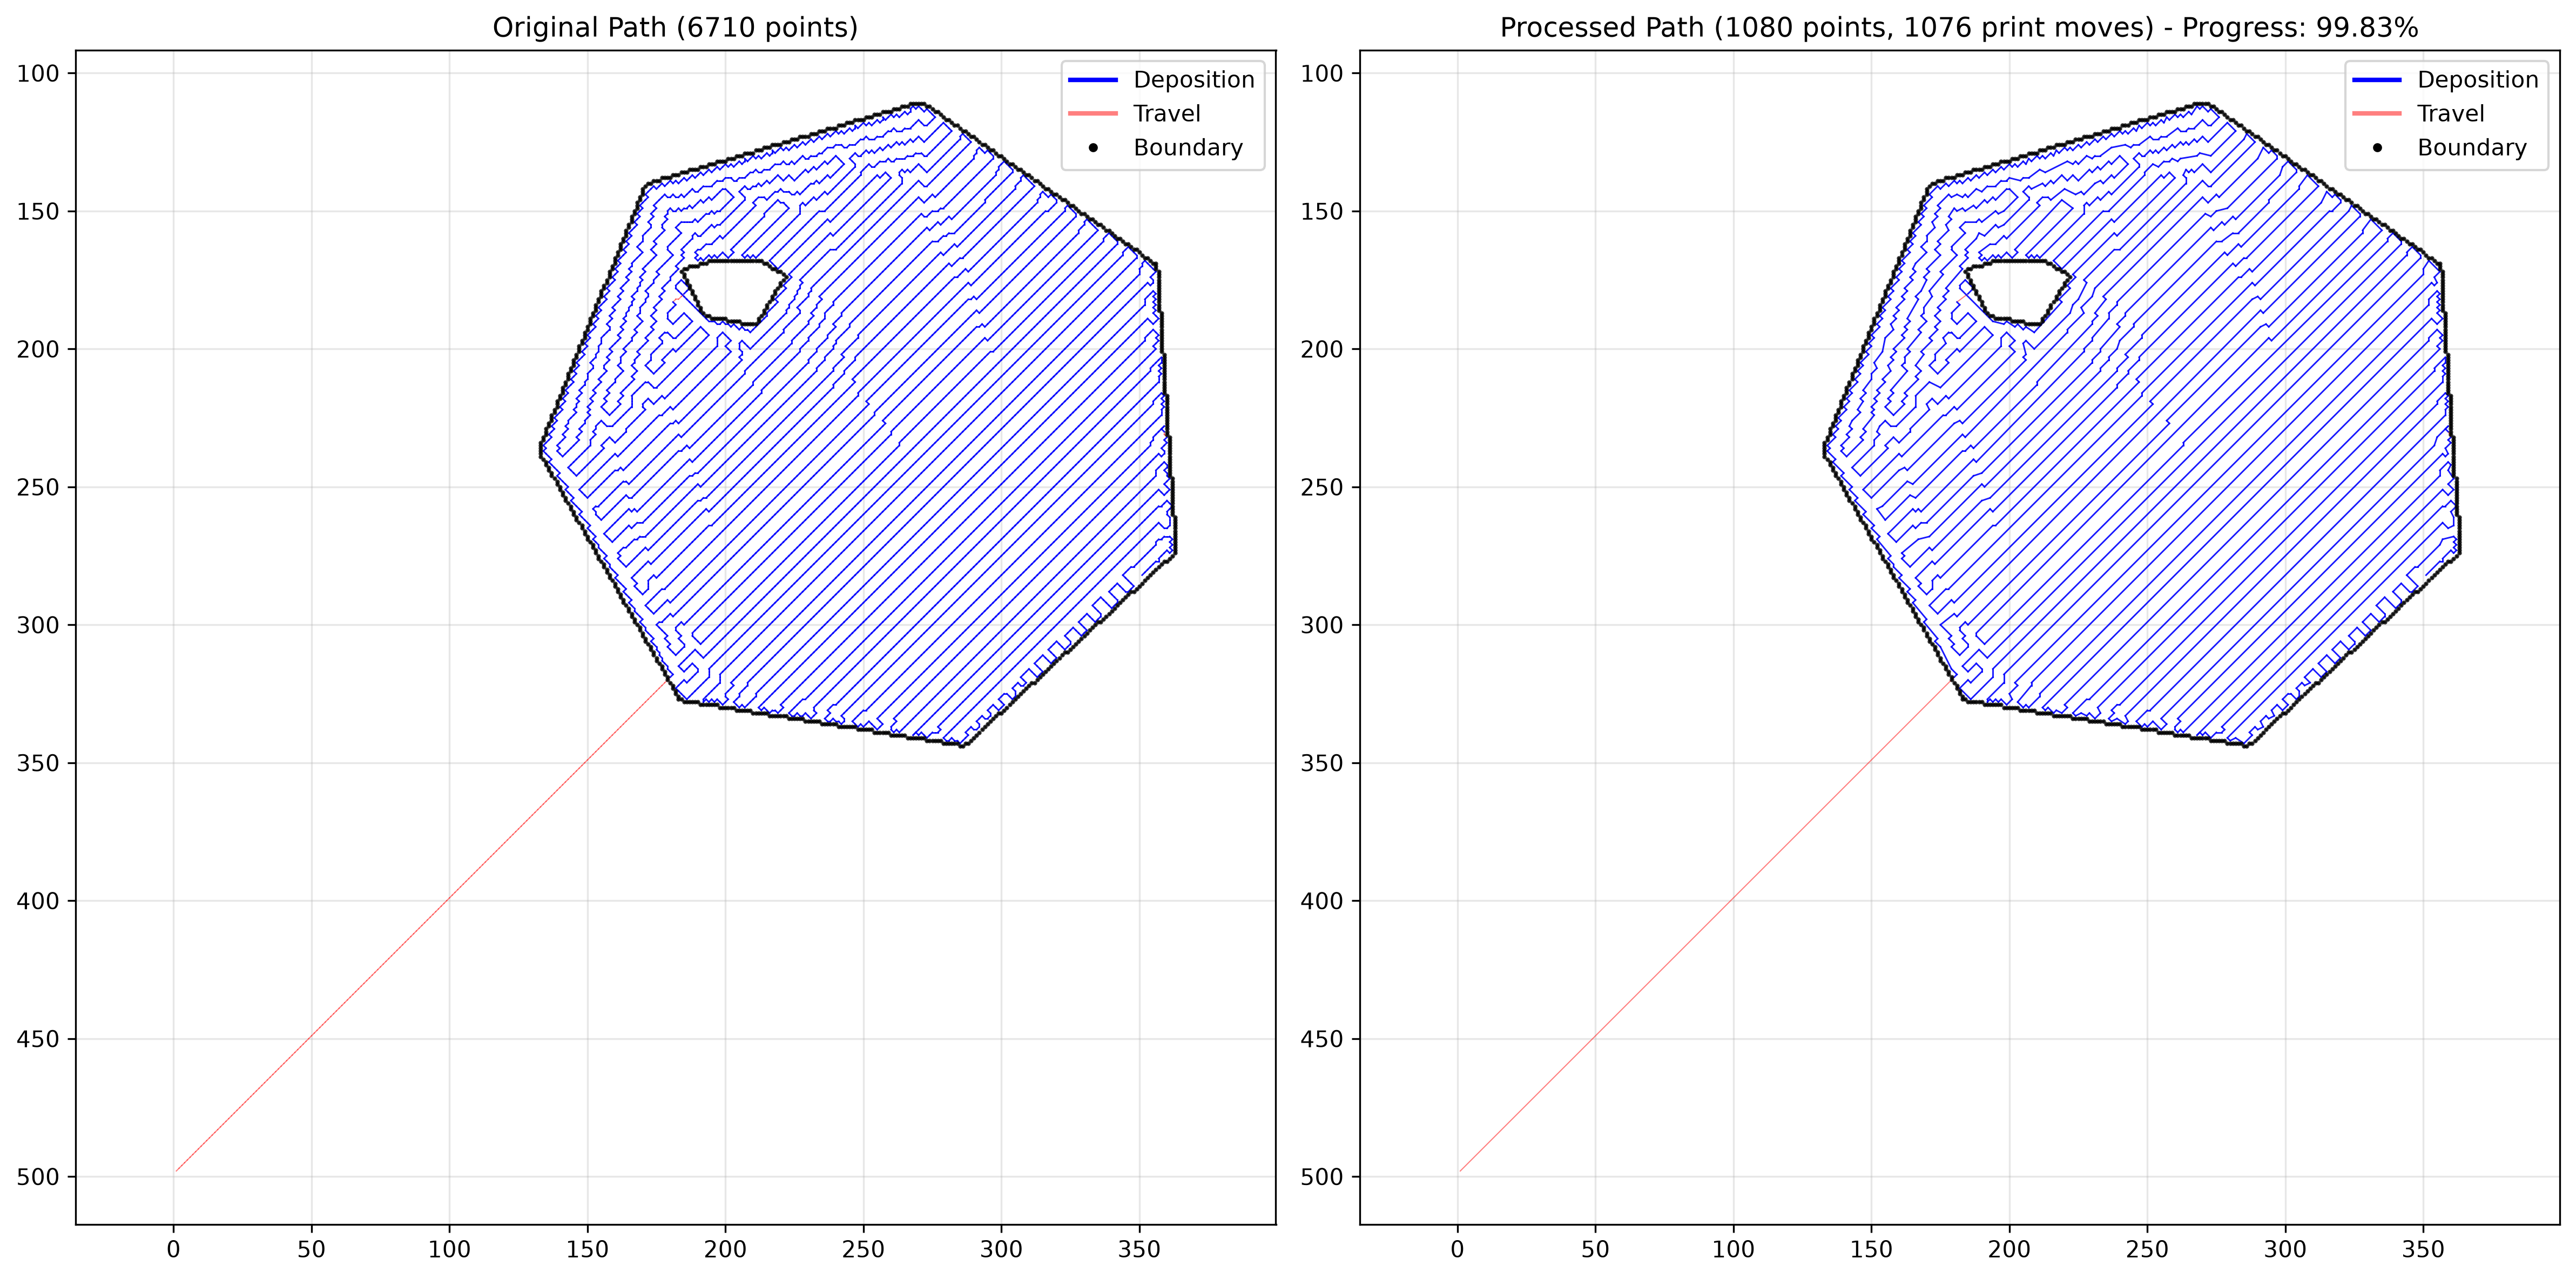 Original Path (6710 points)
Deposition
Travel
Boundary
100
150
200
250
300
350
400
450
500
0 50 100 150 200 250 300 350
Processed Path (1080 points, 1076 print moves) - Progress: 99.83%
Deposition
Travel
Boundary
100
150
200
250
300
350
400
450
500
0 50 100 150 200 250 300 350